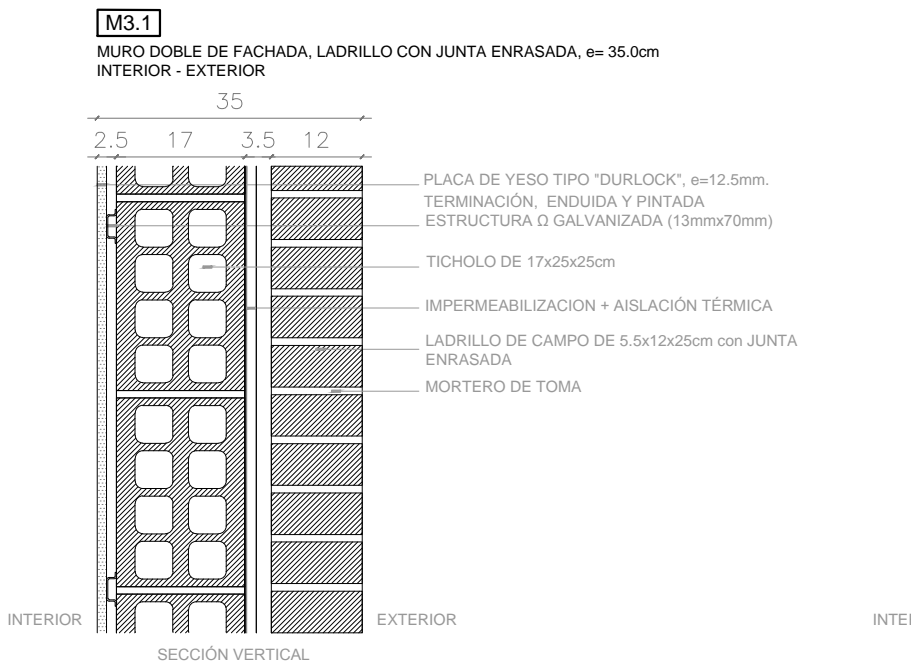 M3.1
MURO DOBLE DE FACHADA, LADRILLO CON JUNTA ENRASADA, e= 35.0cm
INTERIOR - EXTERIOR
35
2.5 17 3.5 12
PLACA DE YESO TIPO "DURLOCK", e=12.5mm.
TERMINACIÓN, ENDUIDA Y PINTADA
ESTRUCTURA Ω GALVANIZADA (13mmx70mm)
TICHOLO DE 17x25x25cm
IMPERMEABILIZACION + AISLACIÓN TÉRMICA
LADRILLO DE CAMPO DE 5.5x12x25cm con JUNTA
ENRASADA
MORTERO DE TOMA
INTERIOR
EXTERIOR
SECCIÓN VERTICAL